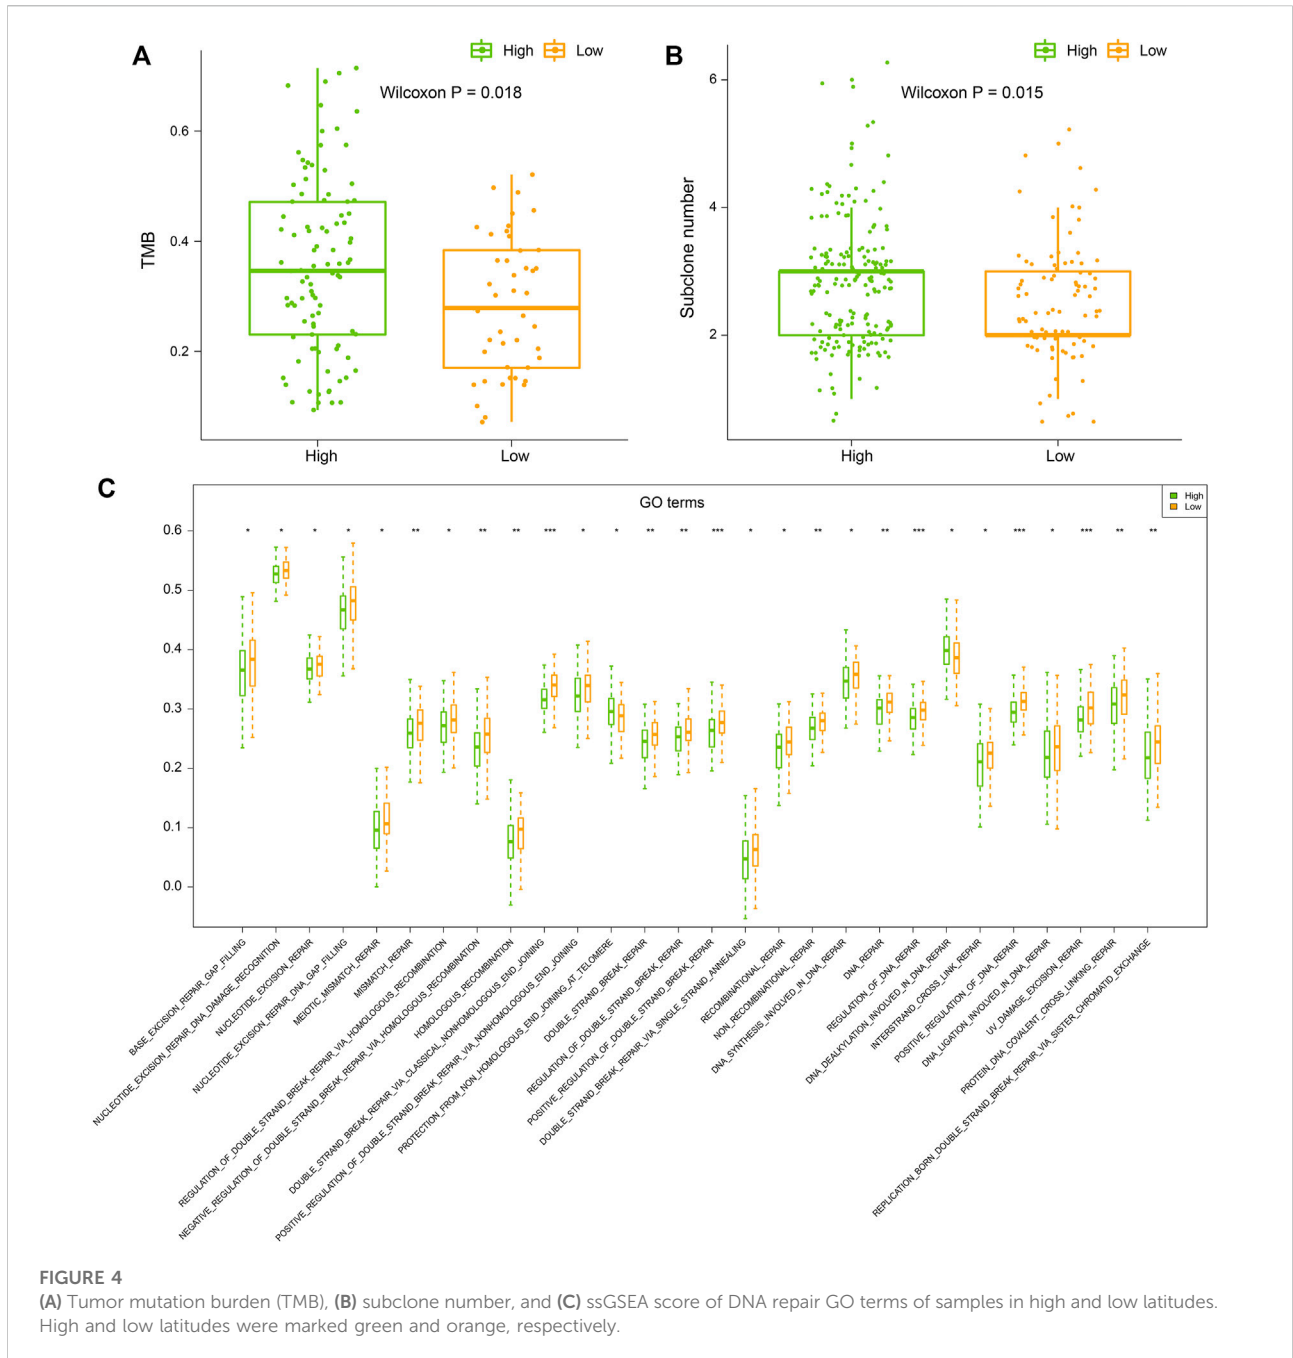 A
High Low
Wilcoxon P = 0.018
TMB
0.6
0.4
0.2
High Low
B
High Low
Wilcoxon P = 0.015
Subclone number
6
4
2
High Low
C
GO terms
High
Low
0.6
0.5
0.4
0.3
0.2
0.1
0.0
* * * * * ** * ** ** *** * * ** ** *** * * ** * ** *** * * *** * *** ** **
BASE_EXCISION_REPAIR_GAP_FILLING
NUCLEOTIDE_EXCISION_REPAIR_DNA_DAMAGE_RECOGNITION
NUCLEOTIDE_EXCISION_REPAIR
NUCLEOTIDE_EXCISION_REPAIR_DNA_GAP_FILLING
MEIOTIC_MISMATCH_REPAIR
MISMATCH_REPAIR
REGULATION_OF_DOUBLE_STRAND_BREAK_REPAIR_VIA_HOMOLOGOUS_RECOMBINATION
NEGATIVE_REGULATION_OF_DOUBLE_STRAND_BREAK_REPAIR_VIA_HOMOLOGOUS_RECOMBINATION
HOMOLOGOUS_RECOMBINATION
DOUBLE_STRAND_BREAK_REPAIR_VIA_CLASSICAL_NONHOMOLOGOUS_END_JOINING
POSITIVE_REGULATION_OF_DOUBLE_STRAND_BREAK_REPAIR_VIA_NONHOMOLOGOUS_END_JOINING
PROTECTION_FROM_NON_HOMOLOGOUS_END_JOINING_AT_TELOMERE
DOUBLE_STRAND_BREAK_REPAIR
REGULATION_OF_DOUBLE_STRAND_BREAK_REPAIR
POSITIVE_REGULATION_OF_DOUBLE_STRAND_BREAK_REPAIR
DOUBLE_STRAND_BREAK_REPAIR_VIA_SINGLE_STRAND_ANNEALING
RECOMBINATIONAL_REPAIR
NON_RECOMBINATIONAL_REPAIR
DNA_SYNTHESIS_INVOLVED_IN_DNA_REPAIR
DNA_REPAIR
REGULATION_OF_DNA_REPAIR
DNA_DEALKYLATION_INVOLVED_IN_DNA_REPAIR
INTERSTRAND_CROSS_LINK_REPAIR
POSITIVE_REGULATION_OF_DNA_REPAIR
DNA_LIGATION_INVOLVED_IN_DNA_REPAIR
UV_DAMAGE_EXCISION_REPAIR
PROTEIN_DNA_COVALENT_CROSS_LINKING_REPAIR
REPLICATION_BORN_DOUBLE_STRAND_BREAK_REPAIR_VIA_SISTER_CHROMATID_EXCHANGE
FIGURE 4
(A) Tumor mutation burden (TMB), (B) subclone number, and (C) ssGSEA score of DNA repair GO terms of samples in high and low latitudes.
High and low latitudes were marked green and orange, respectively.